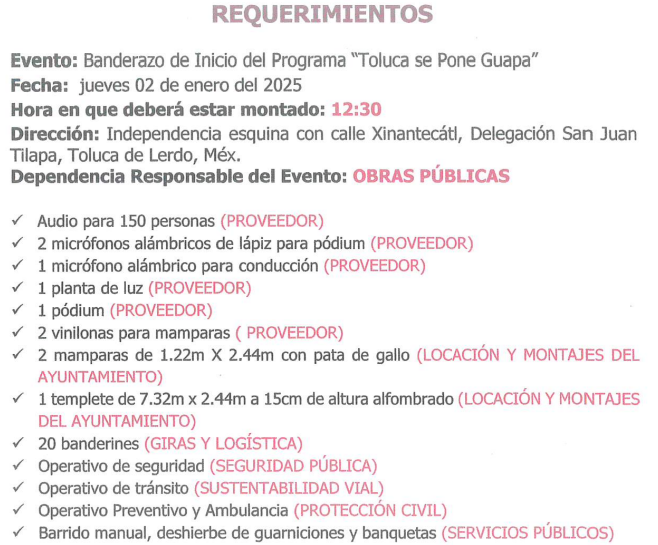 REQUERIMIENTOS
Evento: Banderazo de Inicio del Programa “Toluca se Pone Guapa”
Fecha: jueves 02 de enero del 2025
Hora en que deberá estar montado: 12:30
Dirección: Independencia esquina con calle Xinantecátl, Delegación San Juan
Tilapa, Toluca de Lerdo, Méx.
Dependencia Responsable del Evento: OBRAS PÚBLICAS
✓ Audio para 150 personas (PROVEEDOR)
✓ 2 micrófonos alámbricos de lápiz para pódium (PROVEEDOR)
✓ 1 micrófono alámbrico para conducción (PROVEEDOR)
✓ 1 planta de luz (PROVEEDOR)
✓ 1 pódium (PROVEEDOR)
✓ 2 vinilonas para mamparas ( PROVEEDOR)
✓ 2 mamparas de 1.22m X 2.44m con pata de gallo (LOCACIÓN Y MONTAJES DEL
AYUNTAMIENTO)
✓ 1 templete de 7.32m x 2.44m a 15cm de altura alfombrado (LOCACIÓN Y MONTAJES
DEL AYUNTAMIENTO)
✓ 20 banderines (GIRAS Y LOGÍSTICA)
✓ Operativo de seguridad (SEGURIDAD PÚBLICA)
✓ Operativo de tránsito (SUSTENTABILIDAD VIAL)
✓ Operativo Preventivo y Ambulancia (PROTECCIÓN CIVIL)
✓ Barrido manual, deshierbe de guarniciones y banquetas (SERVICIOS PÚBLICOS)